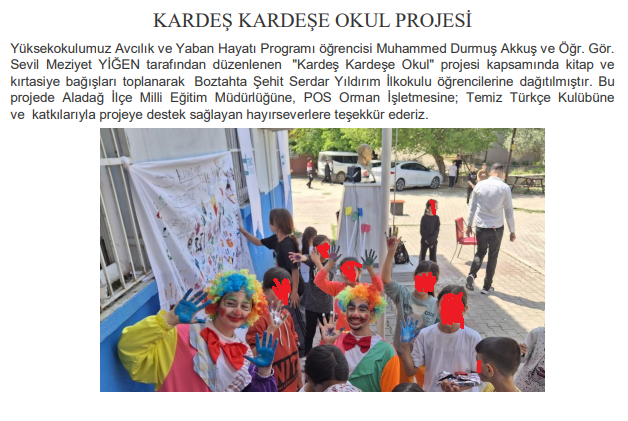 KARDEŞ KARDEŞE OKUL PROJESİ
Yüksekokulumuz Avcılık ve Yaban Hayatı Programı öğrencisi Muhammed Durmuş Akkuş ve Öğr. Gör.
Sevil Meziyet YİĞEN tarafından düzenlenen "Kardeş Kardeşe Okul" projesi kapsamında kitap ve
kırtasiye bağışları toplanarak Boztahta Şehit Serdar Yıldırım İlkokulu öğrencilerine dağıtılmıştır. Bu
projede Aladağ İlçe Milli Eğitim Müdürlüğüne, POS Orman İşletmesine; Temiz Türkçe Kulübüne
ve katkılarıyla projeye destek sağlayan hayırseverlere teşekkür ederiz.